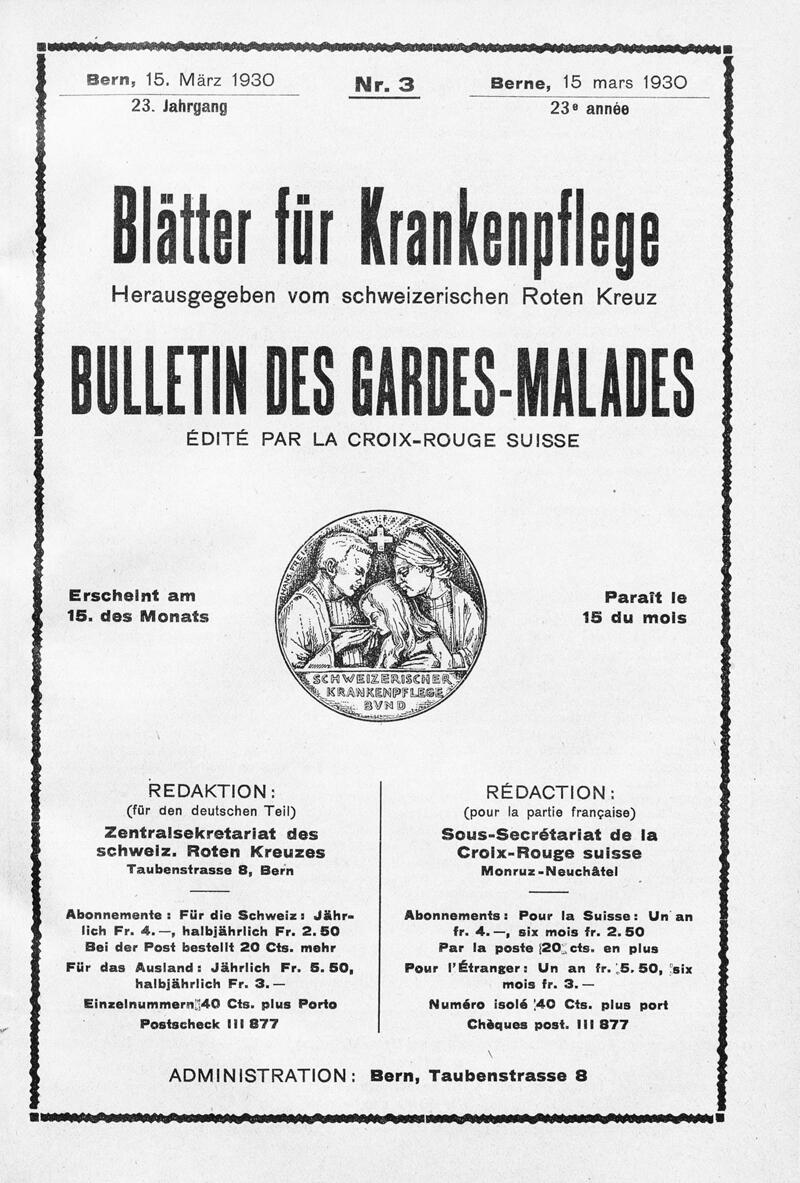 Bern, 15. März 1930
23. Jahrgang
Nr. 3
Berne, 15 mars 1930
23e année
Blätter für Krankenpflege
Herausgegeben vom schweizerischen Roten Kreuz
BULLETIN DES GARDES-MALADES
ÉDITÉ PAR LA CROIX-ROUGE SUISSE
Erscheint am
15. des Monats
HANS FREI
SCHWEIZERISCHER
KRANKENPFLEGE
BVND
Paraît le
15 du mois
REDAKTION:
(für den deutschen Teil)
Zentralsekretariat des
schweiz. Roten Kreuzes
Taubenstrasse 8, Bern
Abonnemente: Für die Schweiz: Jähr-
lich Fr. 4.—, halbjährlich Fr. 2.50
Bei der Post bestellt 20 Cts. mehr
Für das Ausland: Jährlich Fr. 5.50,
halbjährlich Fr. 3.—
Einzelnummern 40 Cts. plus Porto
Postscheck III 877
RÉDACTION:
(pour la partie française)
Sous-Secrétariat de la
Croix-Rouge suisse
Monruz-Neuchâtel
Abonnements: Pour la Suisse: Un an
fr. 4.—, six mois fr. 2.50
Par la poste 20 cts. en plus
Pour l'Étranger: Un an fr. 5.50, six
mois fr. 3.—
Numéro isolé 40 Cts. plus port
Chèques post. III 877
ADMINISTRATION: Bern, Taubenstrasse 8